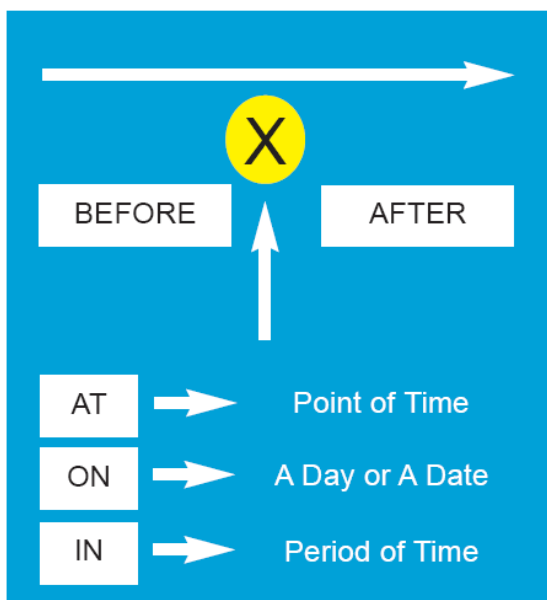 X
BEFORE AFTER
AT Point of Time
ON A Day or A Date
IN Period of Time